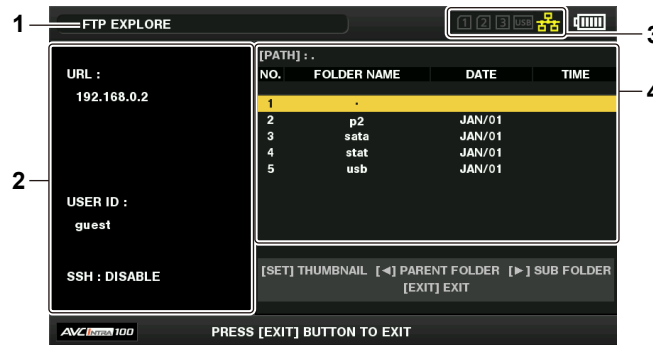 1
FTP EXPLORE
1 2 3 USB
3
2
URL :
192.168.0.2
USER ID :
guest
SSH : DISABLE
[PATH] : .
4
NO. FOLDER NAME DATE TIME
1 .
2 p2 JAN/01
3 sata JAN/01
4 stat JAN/01
5 usb JAN/01
[SET] THUMBNAIL [◄] PARENT FOLDER [►] SUB FOLDER
[EXIT] EXIT
AVC INTRA 100 PRESS [EXIT] BUTTON TO EXIT